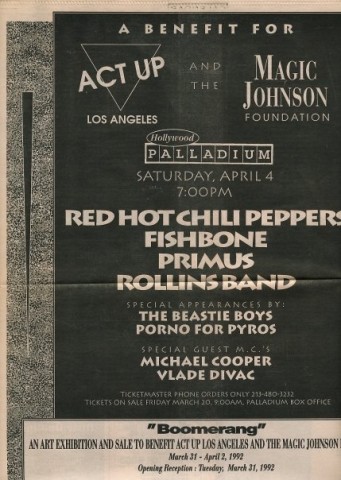 A BENEFIT FOR
ACT UP
LOS ANGELES
AND
THE
MAGIC
JOHNSON
FOUNDATION
Hollywood
PALLADIUM
SATURDAY, APRIL 4
7:00PM
RED HOT CHILI PEPPERS
FISHBONE
PRIMUS
ROLLINS BAND
SPECIAL APPEARANCES BY:
THE BEASTIE BOYS
PORNO FOR PYROS
SPECIAL GUEST M.C.'S
MICHAEL COOPER
VLADE DIVAC
TICKETMASTER PHONE ORDERS ONLY 213-480-3232
TICKETS ON SALE FRIDAY MARCH 20, 9:00AM, PALLADIUM BOX OFFICE
"Boomerang"
AN ART EXHIBITION AND SALE TO BENEFIT ACT UP LOS ANGELES AND THE MAGIC JOHNSON
March 31 - April 2, 1992
Opening Reception : Tuesday, March 31, 1992